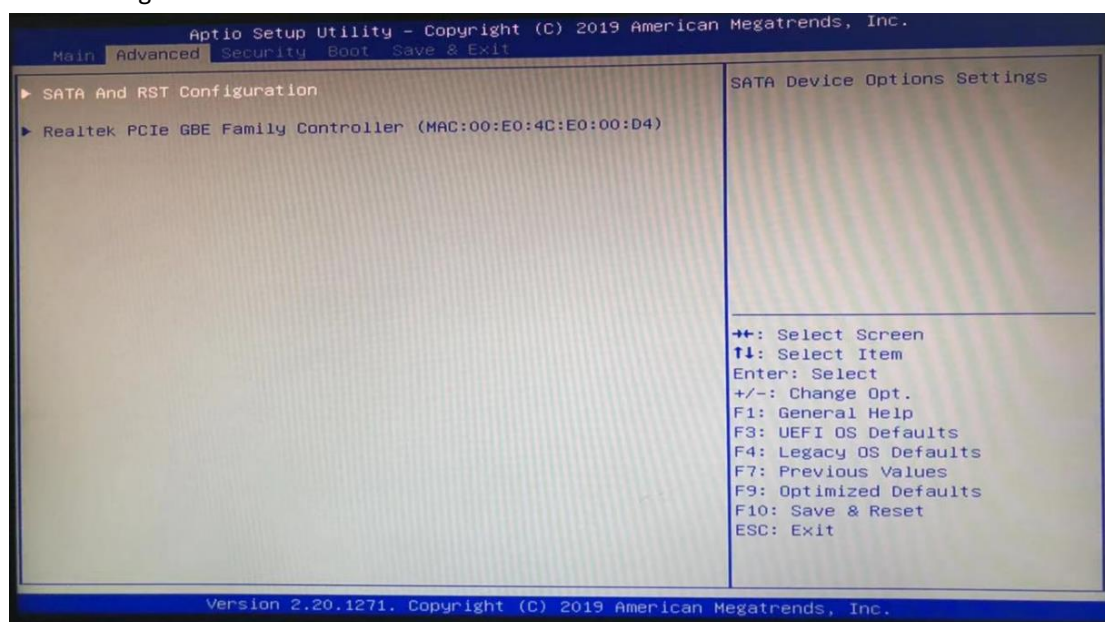 Aptio Setup Utility – Copyright (C) 2019 American Megatrends, Inc.
Main Advanced Security Boot Save & Exit
▶ SATA And RST Configuration
▶ Realtek PCIe GBE Family Controller (MAC:00:E0:4C:E0:00:D4)
SATA Device Options Settings
→←: Select Screen
↑↓: Select Item
Enter: Select
+/-: Change Opt.
F1: General Help
F3: UEFI OS Defaults
F4: Legacy OS Defaults
F7: Previous Values
F9: Optimized Defaults
F10: Save & Reset
ESC: Exit
Version 2.20.1271. Copyright (C) 2019 American Megatrends, Inc.